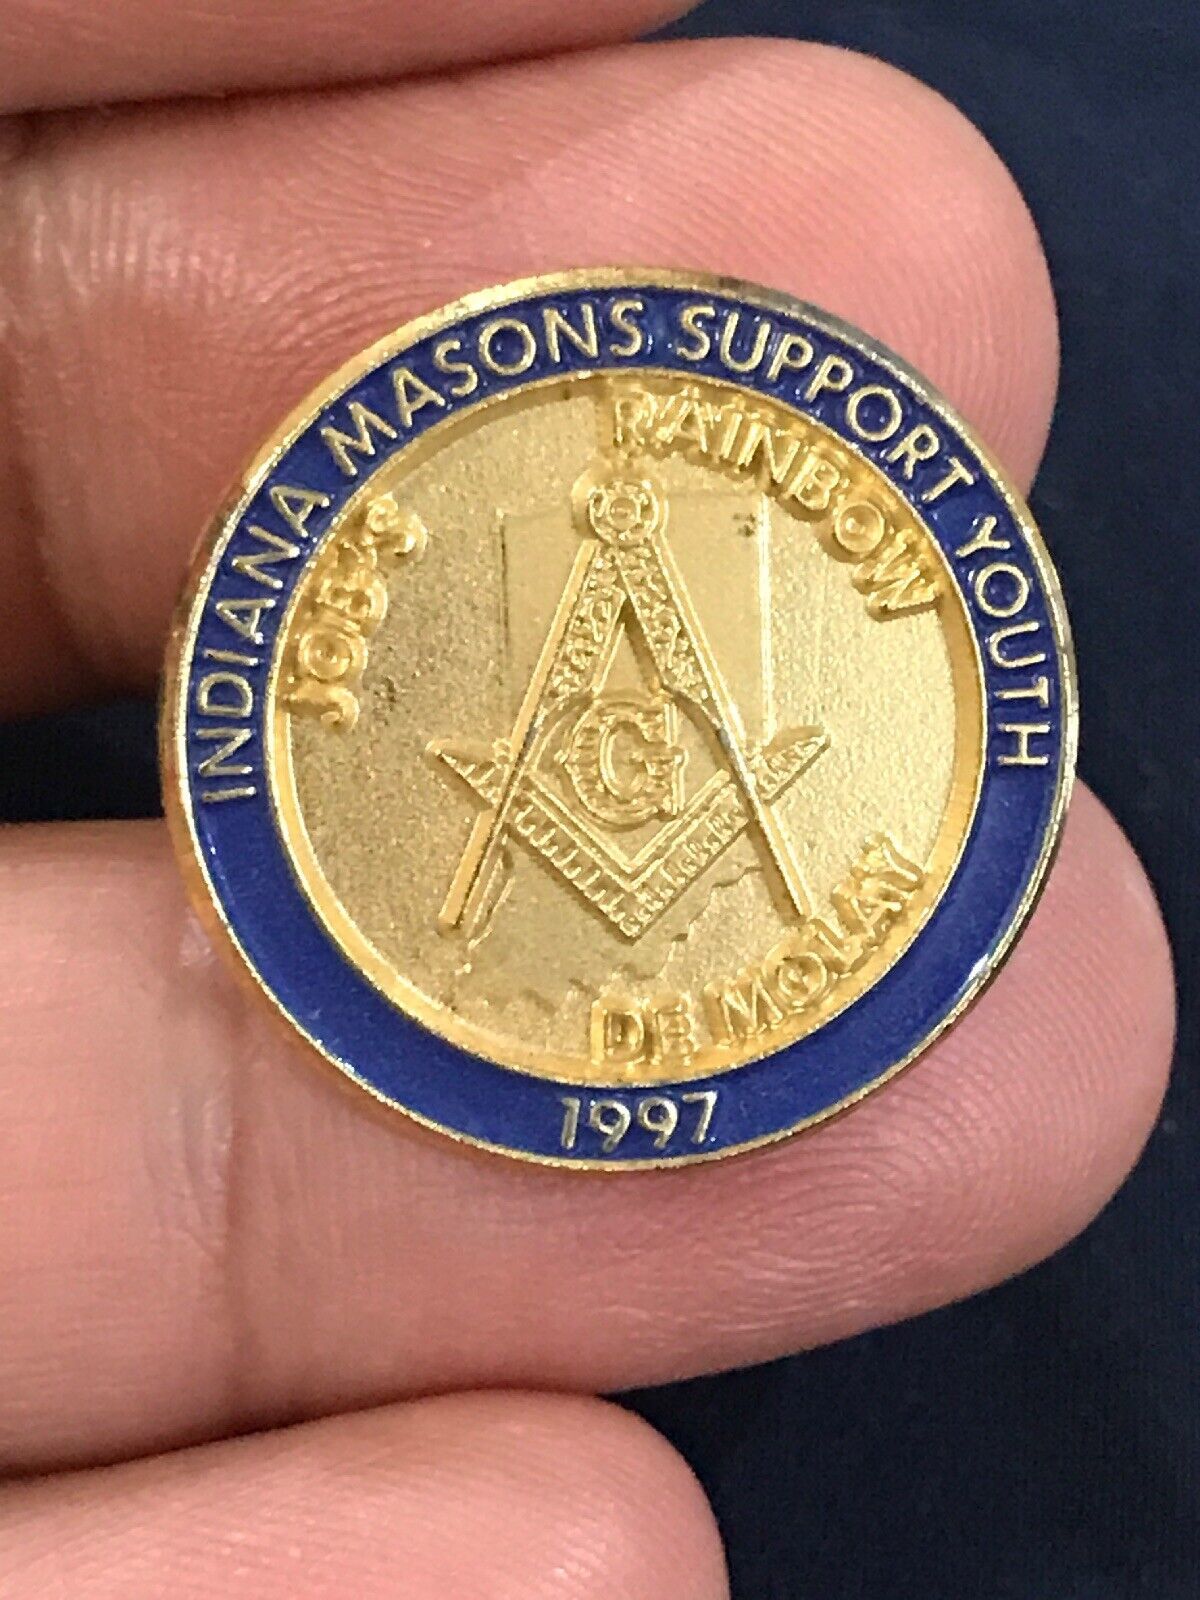 INDIANA MASONS SUPPORT YOUTH
JOB'S
RAINBOW
G
DE MOLAY
1997